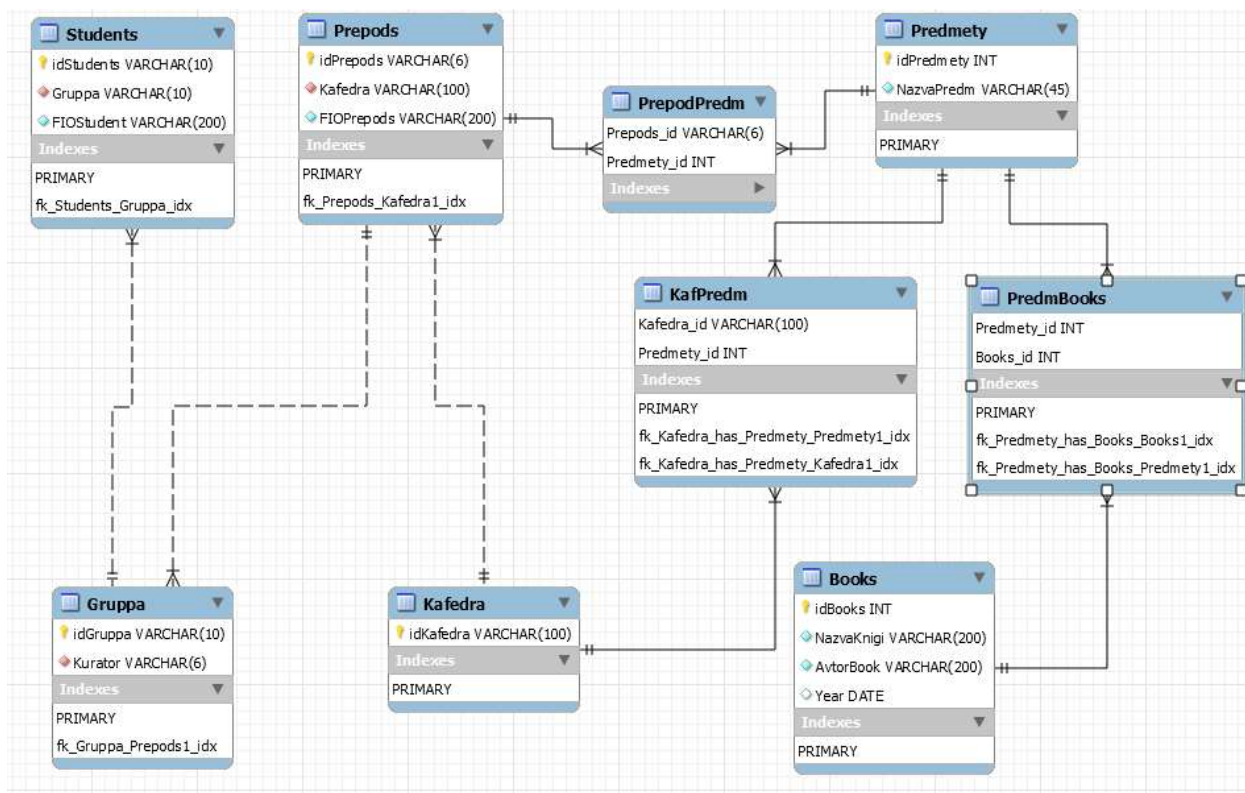 Students
idStudents VARCHAR(10)
Gruppa VARCHAR(10)
FIOStudent VARCHAR(200)
Indexes
PRIMARY
fk_Students_Gruppa_idx
Prepods
idPrepods VARCHAR(6)
Kafedra VARCHAR(100)
FIOPrepods VARCHAR(200)
Indexes
PRIMARY
fk_Prepods_Kafedra1_idx
PrepodPredm
Prepods_id VARCHAR(6)
Predmety_id INT
Indexes
Predmety
idPredmety INT
NazvaPredm VARCHAR(45)
Indexes
PRIMARY
KafPredm
Kafedra_id VARCHAR(100)
Predmety_id INT
Indexes
PRIMARY
fk_Kafedra_has_Predmety_Predmety1_idx
fk_Kafedra_has_Predmety_Kafedra1_idx
PredmBooks
Predmety_id INT
Books_id INT
Indexes
PRIMARY
fk_Predmety_has_Books_Books1_idx
fk_Predmety_has_Books_Predmety1_idx
Gruppa
idGruppa VARCHAR(10)
Kurator VARCHAR(6)
Indexes
PRIMARY
fk_Gruppa_Prepods1_idx
Kafedra
idKafedra VARCHAR(100)
Indexes
PRIMARY
Books
idBooks INT
NazvaKnigi VARCHAR(200)
AvtorBook VARCHAR(200)
Year DATE
Indexes
PRIMARY